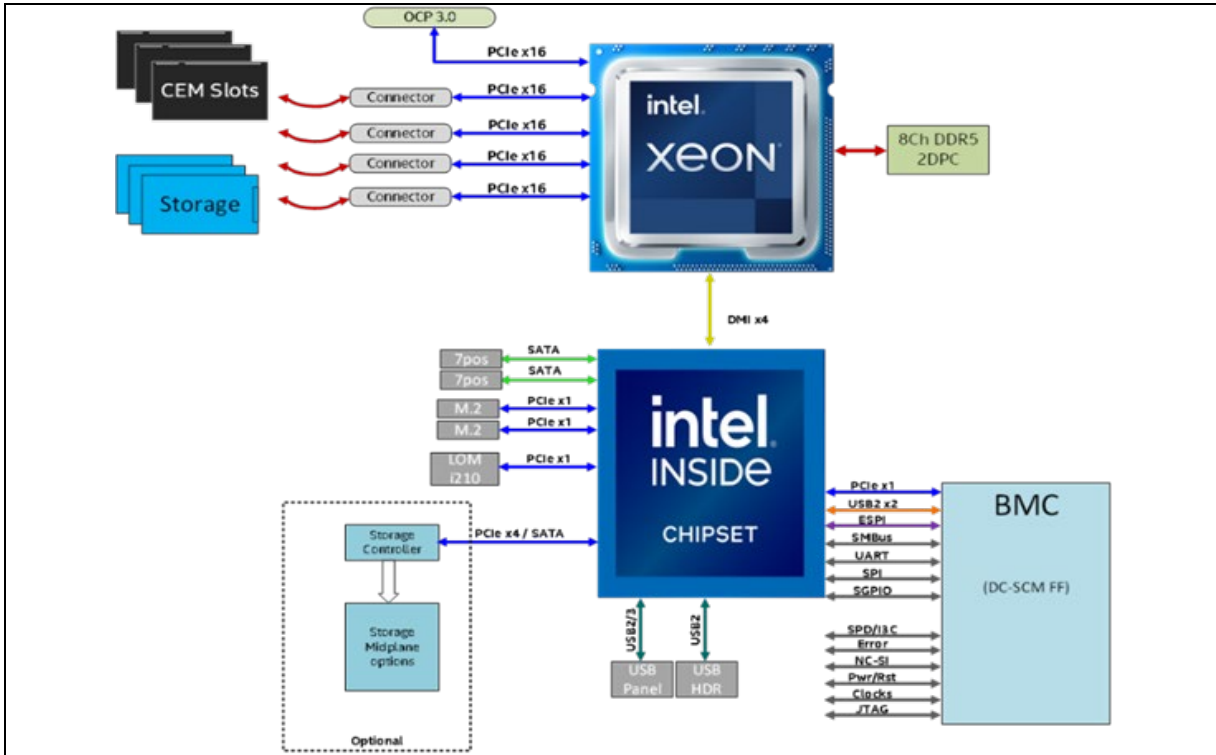 OCP 3.0
PCIe x16
CEM Slots
Connector
PCIe x16
Connector
PCIe x16
Connector
PCIe x16
Connector
PCIe x16
Storage
intel.
xeon
8Ch DDR5
2DPC
DMI x4
7pos
SATA
7pos
SATA
M.2
PCIe x1
M.2
PCIe x1
LOM
i210
PCIe x1
intel.
INSIDe
CHIPSET
Storage
Controller
PCIe x4 / SATA
Storage
Midplane
options
Optional
USB2/3
USB2
USB
Panel
USB
HDR
PCIe x1
USB2 x2
ESPI
SMBus
UART
SPI
SGPIO
SPD/I3C
Error
NC-SI
Pwr/Rst
Clocks
JTAG
BMC
(DC-SCM FF)